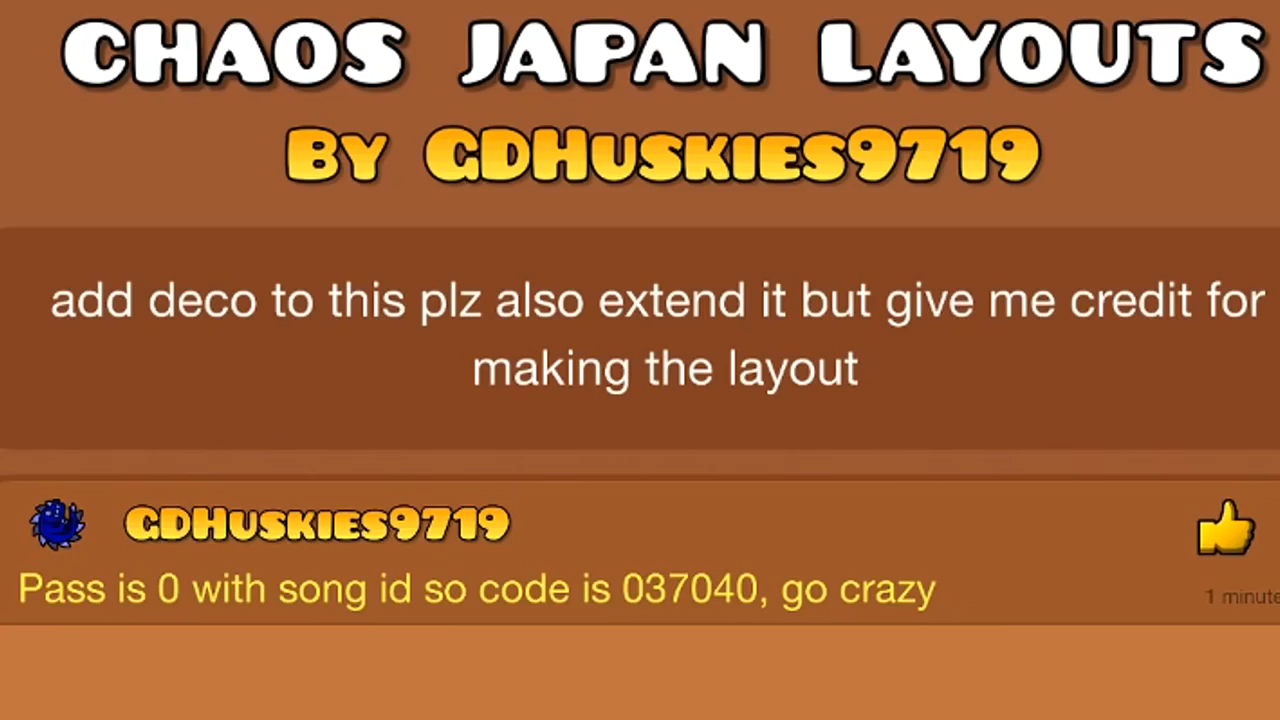 CHAOS JAPAN LAYOUTS
By GDHuskies9719
add deco to this plz also extend it but give me credit for
making the layout
GDHuskies9719
Pass is 0 with song id so code is 037040, go crazy
1 minute